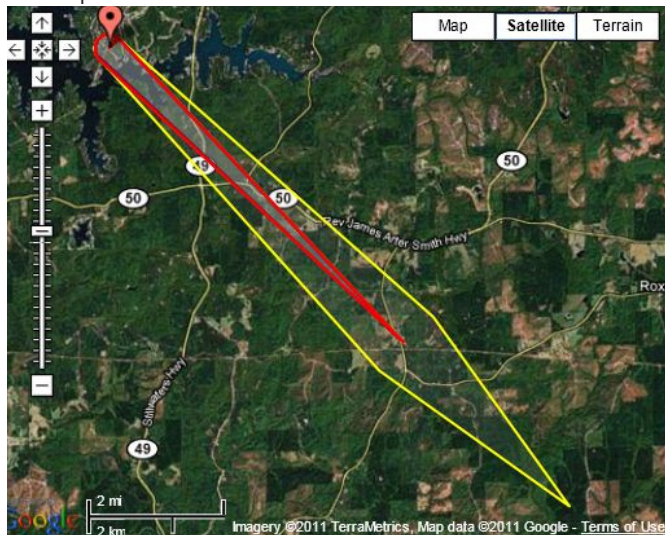 Map Satellite Terrain
49
50
50
50
Rev James Arter Smith Hwy
Rox
Stillwaters Hwy
49
2 mi
2 km
Google
Imagery ©2011 TerraMetrics, Map data ©2011 Google - Terms of Use